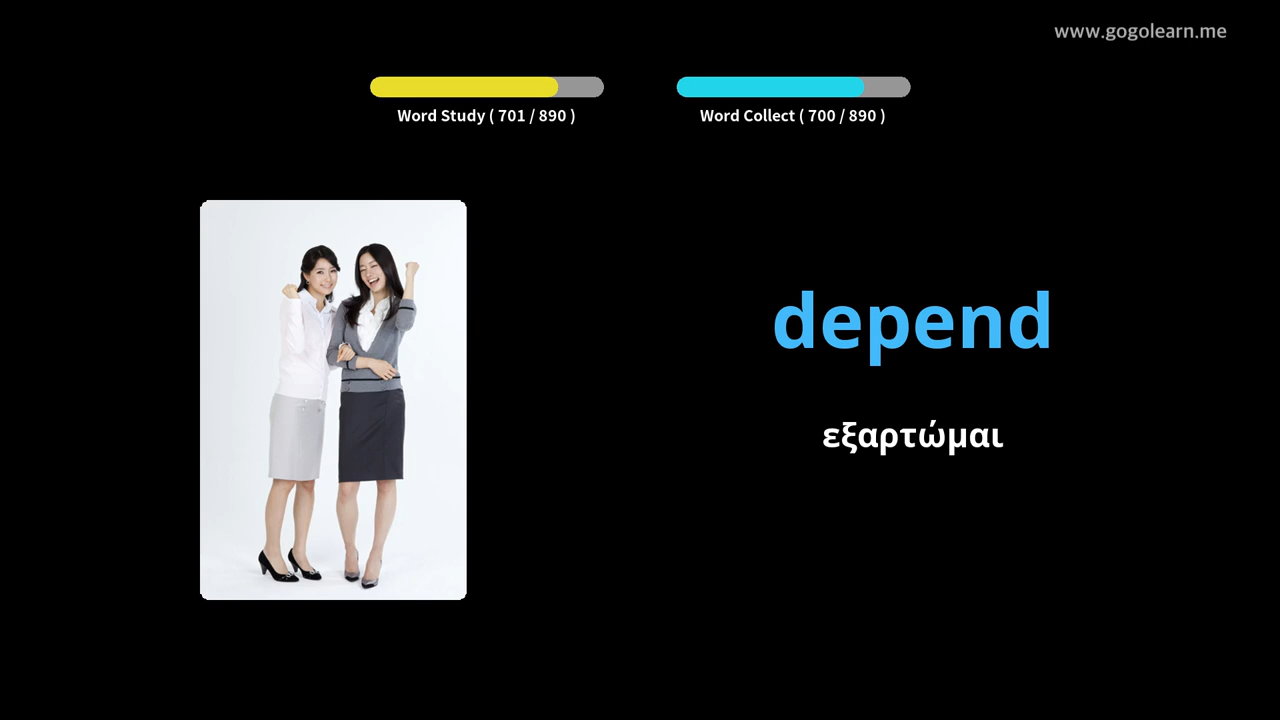 www.gogolearn.me
Word Study ( 701 / 890 )
Word Collect ( 700 / 890 )
depend
εξαρτώμαι